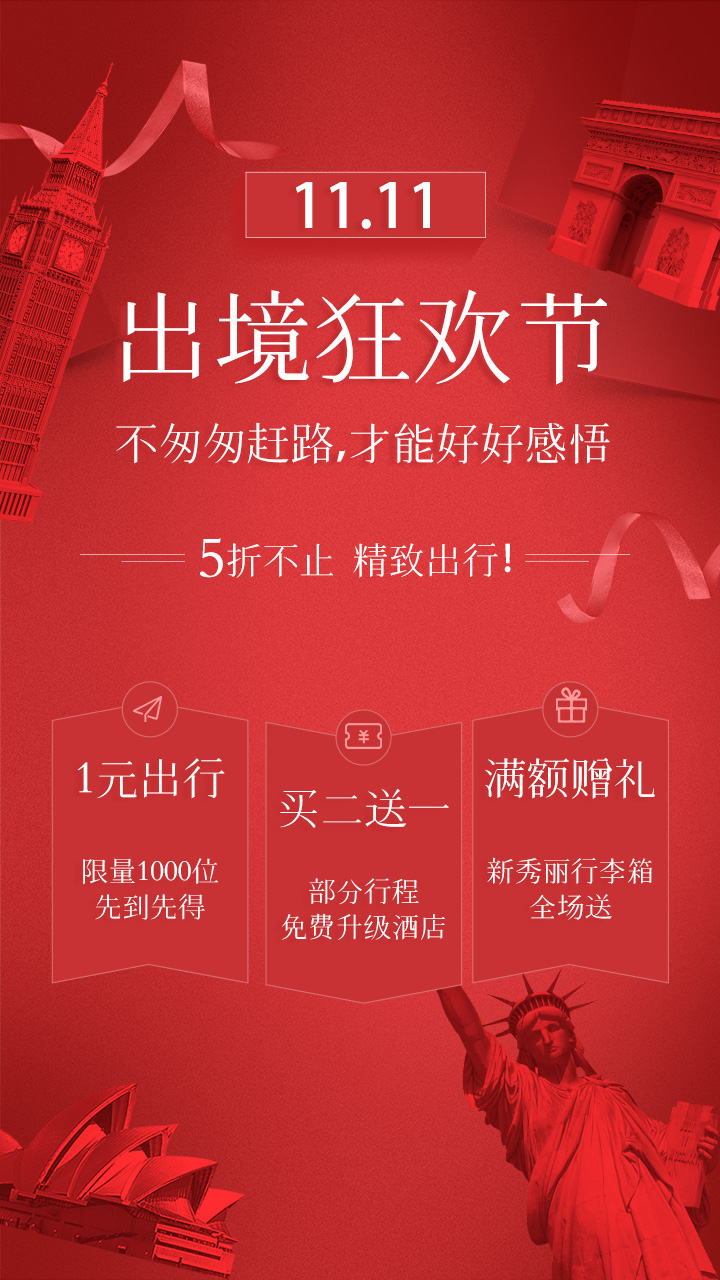 11.11
出境狂欢节
不匆匆赶路,才能好好感悟
5折不止 精致出行!
1元出行
限量1000位
先到先得
¥
买二送一
部分行程
免费升级酒店
满额赠礼
新秀丽行李箱
全场送